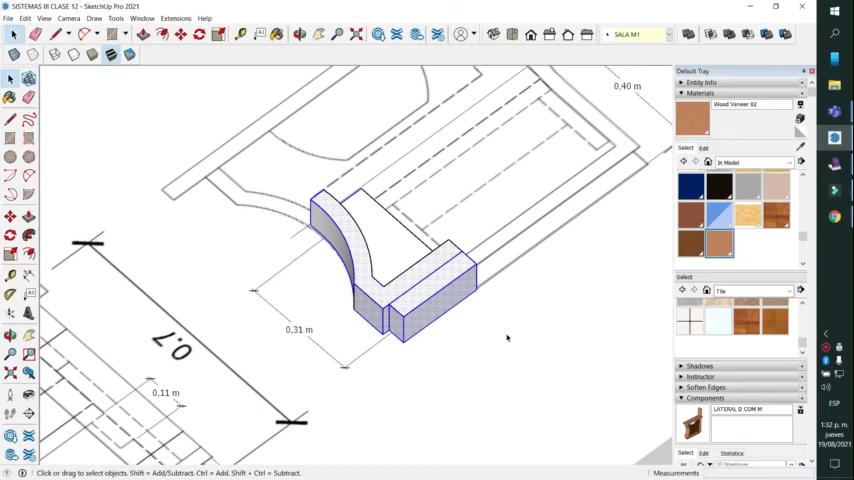 SISTEMAS III CLASE 12 - SketchUp Pro 2021
File Edit View Camera Draw Tools Window Extensions Help
SALA M1
Default Tray
Entity Info
Materials
Wood Veneer 02
Select Edit
In Model
Select
Tile
Shadows
Instructor
Soften Edges
Components
LATERAL D COM M
Select Edit Statistics
0,40 m
0,31 m
0.7
0,11 m
Click or drag to select objects. Shift = Add/Subtract. Ctrl = Add. Shift + Ctrl = Subtract.
Measurements
ESP
1:32 p. m.
jueves
19/08/2021